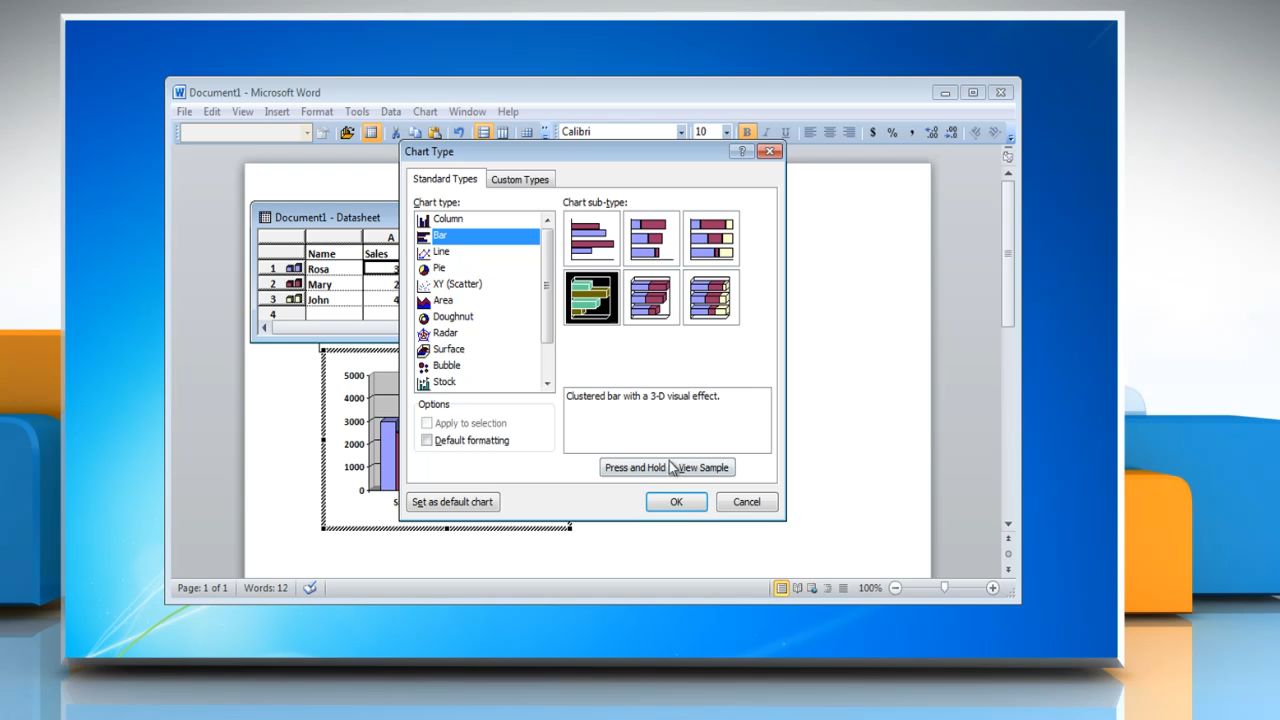 Document1 - Microsoft Word
File Edit View Insert Format Tools Data Chart Window Help
Calibri 10 B I U $ % ,
Chart Type
Standard Types Custom Types
Chart type:
Column
Bar
Line
Pie
XY (Scatter)
Area
Doughnut
Radar
Surface
Bubble
Stock
Chart sub-type:
Clustered bar with a 3-D visual effect.
Options
Apply to selection
Default formatting
Press and Hold View Sample
Set as default chart OK Cancel
Document1 - Datasheet
A
Name Sales
1 Rosa 3
2 Mary 2
3 John 4
4
5000
4000
3000
2000
1000
0
Page: 1 of 1 Words: 12 100%